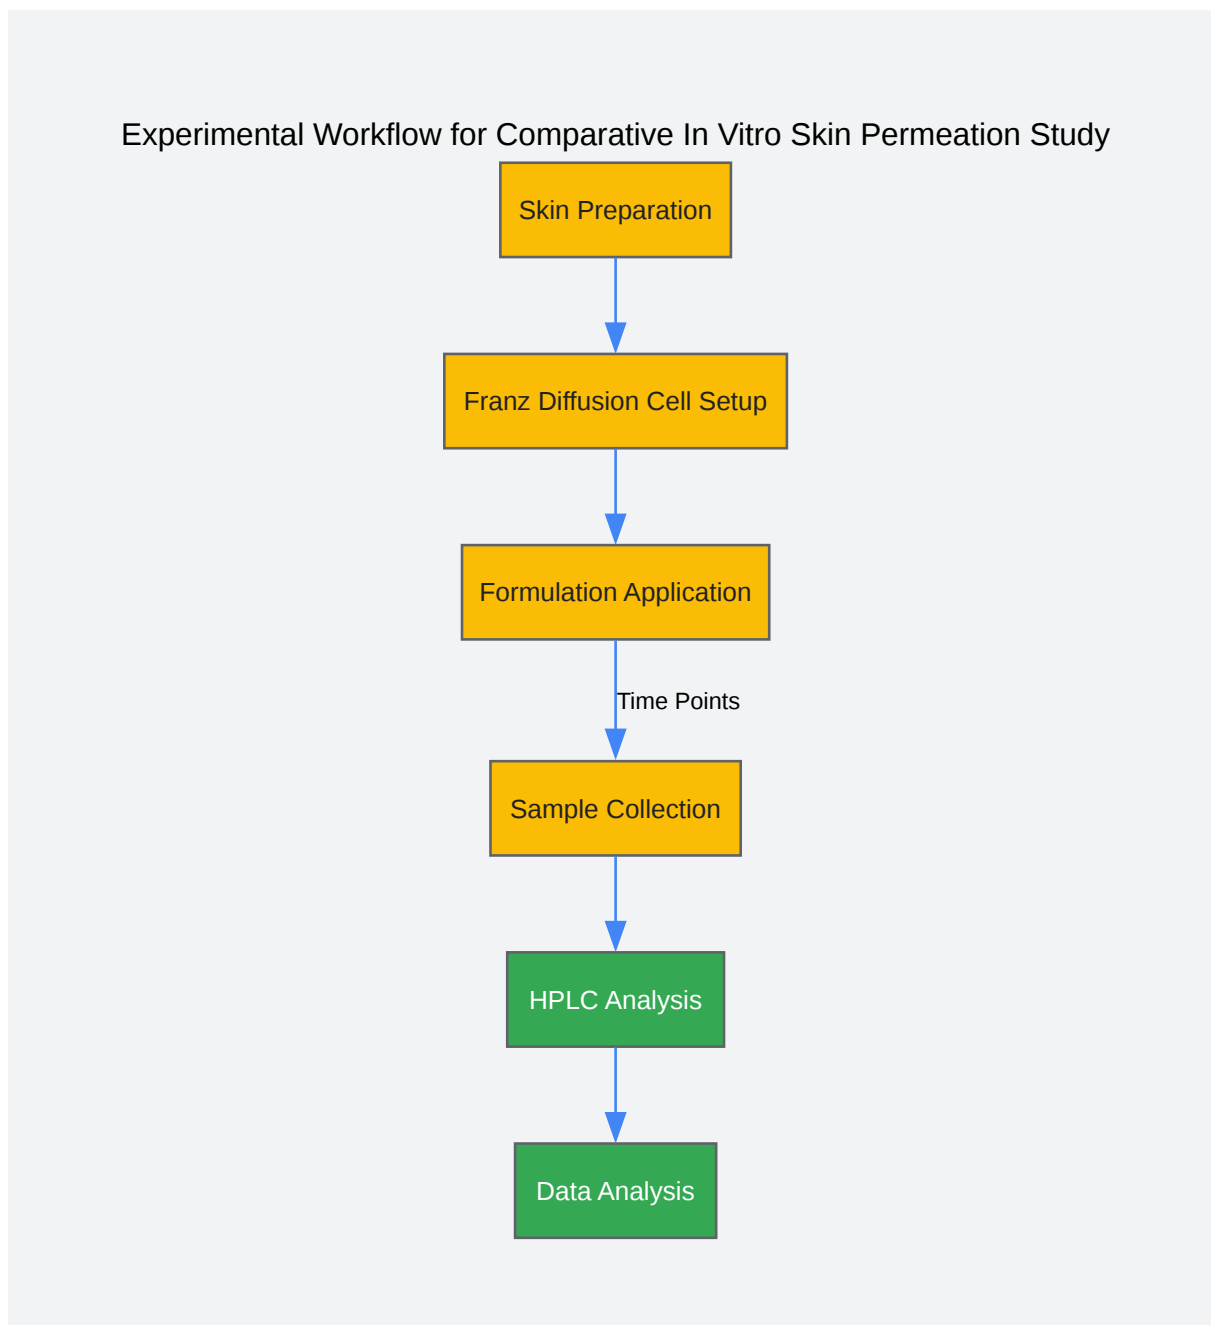 Experimental Workflow for Comparative In Vitro Skin Permeation Study
Skin Preparation
Franz Diffusion Cell Setup
Formulation Application
Time Points
Sample Collection
HPLC Analysis
Data Analysis